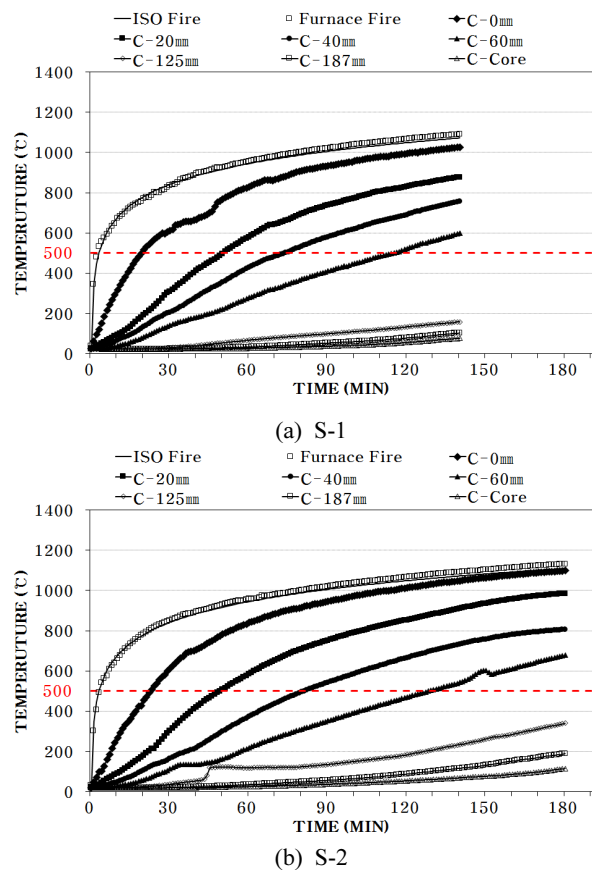 ISO Fire Furnace Fire C-0㎜
C-20㎜ C-40㎜ C-60㎜
C-125㎜ C-187㎜ C-Core
1400
1200
1000
800
600
500
400
200
0
TEMPERUTURE (℃)
0 30 60 90 120 150 180
TIME (MIN)
(a) S-1
ISO Fire Furnace Fire C-0㎜
C-20㎜ C-40㎜ C-60㎜
C-125㎜ C-187㎜ C-Core
1400
1200
1000
800
600
500
400
200
0
TEMPERUTURE (℃)
0 30 60 90 120 150 180
TIME (MIN)
(b) S-2